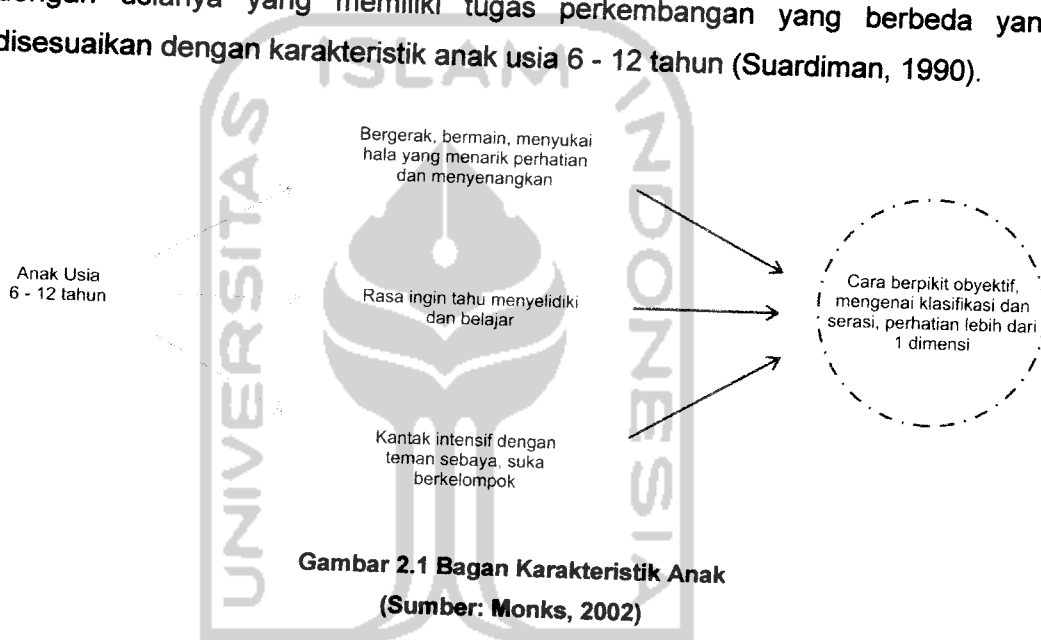 dengan usianya yang memiliki tugas perkembangan yang berbeda yan
disesuaikan dengan karakteristik anak usia 6 - 12 tahun (Suardiman, 1990).
ISLAM
UNIVERSITAS
INDONESIA
Bergerak, bermain, menyukai
hala yang menarik perhatian
dan menyenangkan
Anak Usia
6 - 12 tahun
Rasa ingin tahu menyelidiki
dan belajar
Cara berpikit obyektif,
mengenai klasifikasi dan
serasi, perhatian lebih dari
1 dimensi
Kantak intensif dengan
teman sebaya, suka
berkelompok
Gambar 2.1 Bagan Karakteristik Anak
(Sumber: Monks, 2002)